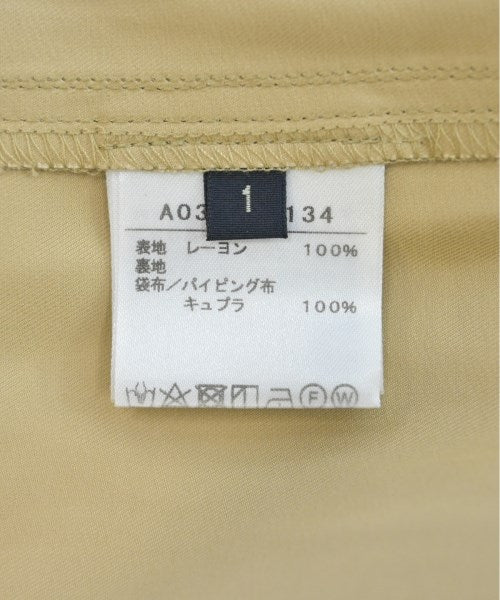 1
A03 134
表地 レーヨン 100%
裏地
袋布/パイピング布
キュプラ 100%
F W